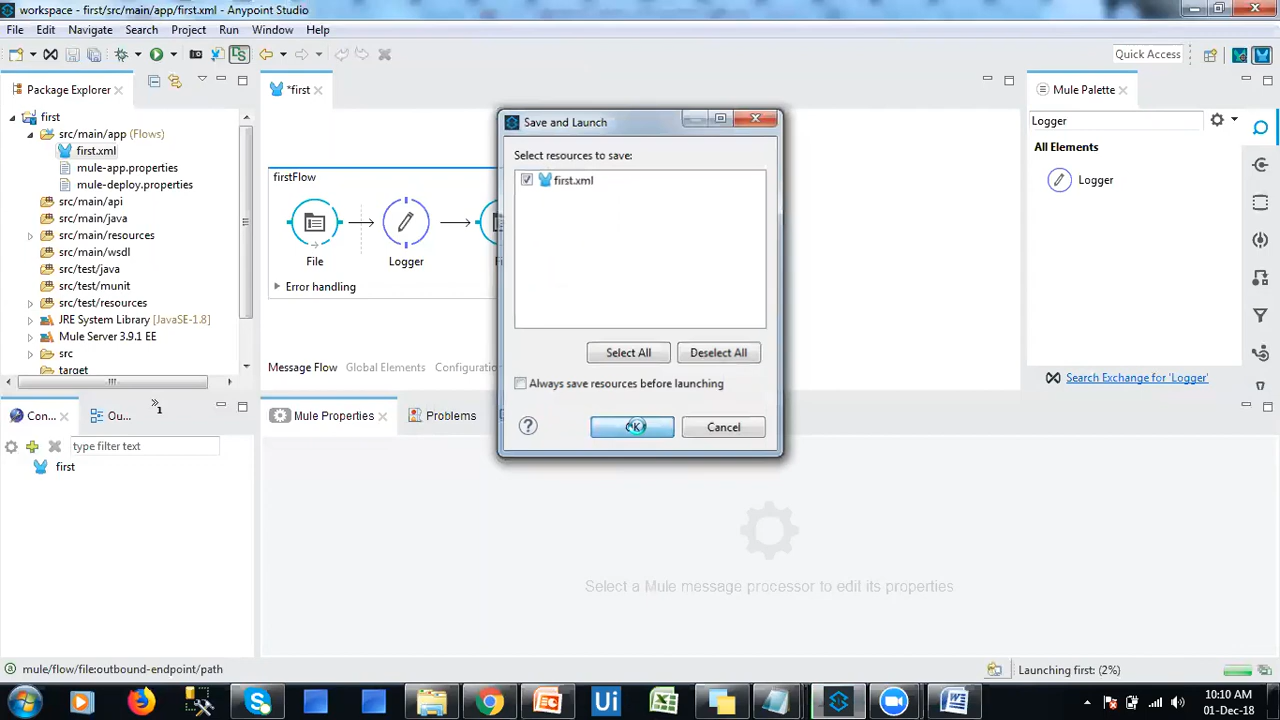 workspace - first/src/main/app/first.xml - Anypoint Studio
File Edit Navigate Search Project Run Window Help
Quick Access
Package Explorer
*first
Mule Palette
first
src/main/app (Flows)
first.xml
mule-app.properties
mule-deploy.properties
src/main/api
src/main/java
src/main/resources
src/main/wsdl
src/test/java
src/test/munit
src/test/resources
JRE System Library [JavaSE-1.8]
Mule Server 3.9.1 EE
src
target
firstFlow
File
Logger
Error handling
Message Flow Global Elements
Save and Launch
Select resources to save:
first.xml
Select All Deselect All
Always save resources before launching
OK Cancel
Logger
All Elements
Logger
Search Exchange for 'Logger'
Con... Ou...
1
type filter text
first
Mule Properties Problems
Select a Mule message processor to edit its properties
mule/flow/file:outbound-endpoint/path
Launching first: (2%)
Ui
10:10 AM
01-Dec-18